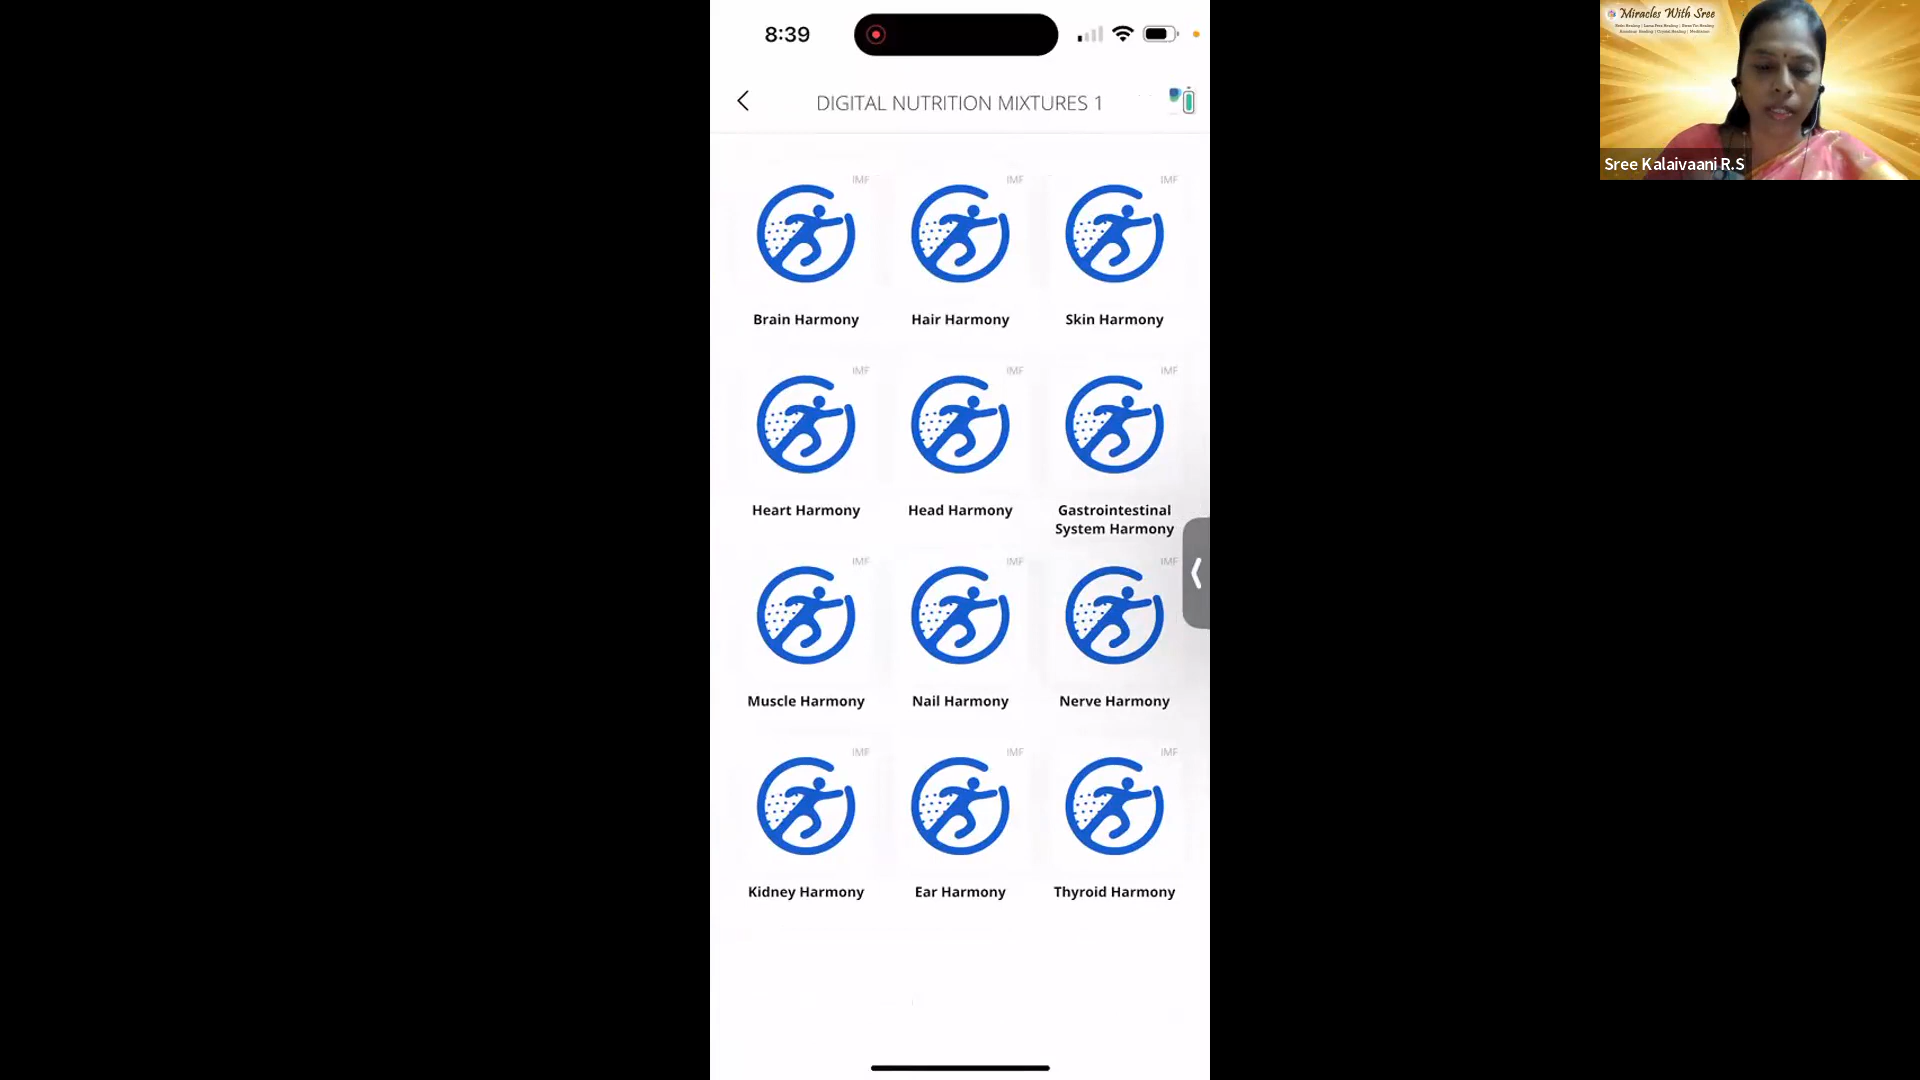 8:39
DIGITAL NUTRITION MIXTURES 1
IMF
IMF
IMF
Brain Harmony
Hair Harmony
Skin Harmony
IMF
IMF
IMF
Heart Harmony
Head Harmony
Gastrointestinal
System Harmony
IMF
IMF
IMF
Muscle Harmony
Nail Harmony
Nerve Harmony
IMF
IMF
IMF
Kidney Harmony
Ear Harmony
Thyroid Harmony
Miracles With Sree
Sree Kalaivaani R.S